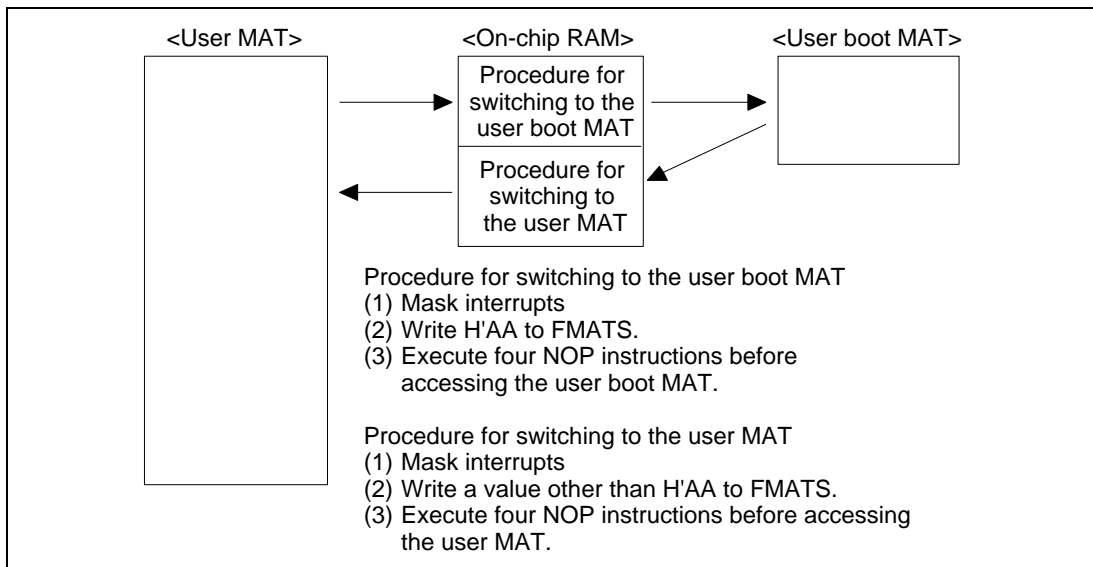 <User MAT>
<On-chip RAM>
<User boot MAT>
Procedure for
switching to the
user boot MAT
Procedure for
switching to
the user MAT
Procedure for switching to the user boot MAT
(1) Mask interrupts
(2) Write H'AA to FMATS.
(3) Execute four NOP instructions before
accessing the user boot MAT.
Procedure for switching to the user MAT
(1) Mask interrupts
(2) Write a value other than H'AA to FMATS.
(3) Execute four NOP instructions before accessing
the user MAT.